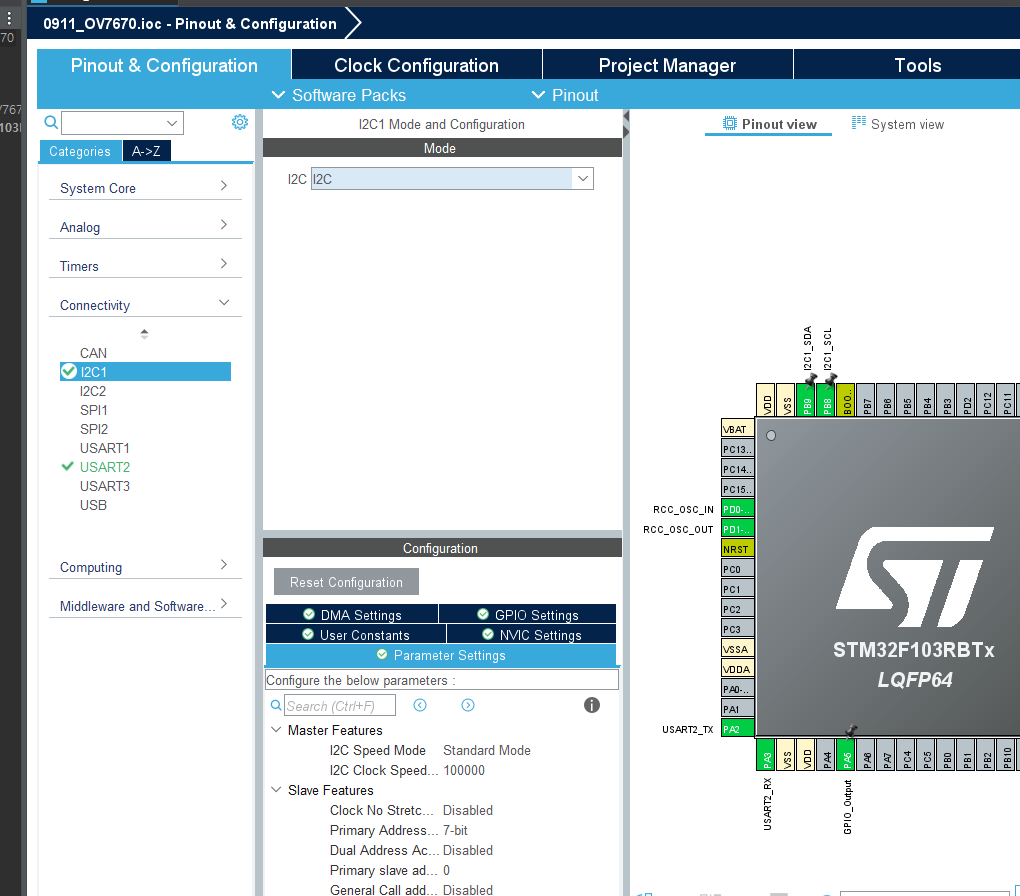 0911_OV7670.ioc - Pinout & Configuration
70
Pinout & Configuration
Clock Configuration
Project Manager
Tools
Software Packs
Pinout
I2C1 Mode and Configuration
Pinout view
System view
Categories
A->Z
Mode
System Core
I2C I2C
Analog
Timers
Connectivity
CAN
I2C1
I2C2
SPI1
SPI2
USART1
USART2
USART3
USB
Computing
Middleware and Software...
Configuration
Reset Configuration
DMA Settings
GPIO Settings
User Constants
NVIC Settings
Parameter Settings
Configure the below parameters :
Search (Ctrl+F)
Master Features
I2C Speed Mode Standard Mode
I2C Clock Speed... 100000
Slave Features
Clock No Stretc... Disabled
Primary Address... 7-bit
Dual Address Ac... Disabled
Primary slave ad... 0
General Call add... Disabled
I2C1_SDA
I2C1_SCL
VDD
VSS
PB9
PB8
BOO...
PB7
PB6
PB5
PB4
PB3
PD2
PC12
PC11
VBAT
PC13..
PC14..
PC15..
RCC_OSC_IN PD0-..
RCC_OSC_OUT PD1-..
NRST
PC0
PC1
PC2
PC3
VSSA
VDDA
PA0-..
PA1
USART2_TX PA2
STM32F103RBTx
LQFP64
PA3
VSS
VDD
PA4
PA5
PA6
PA7
PC4
PC5
PB0
PB1
PB2
PB10
USART2_RX
GPIO_Output